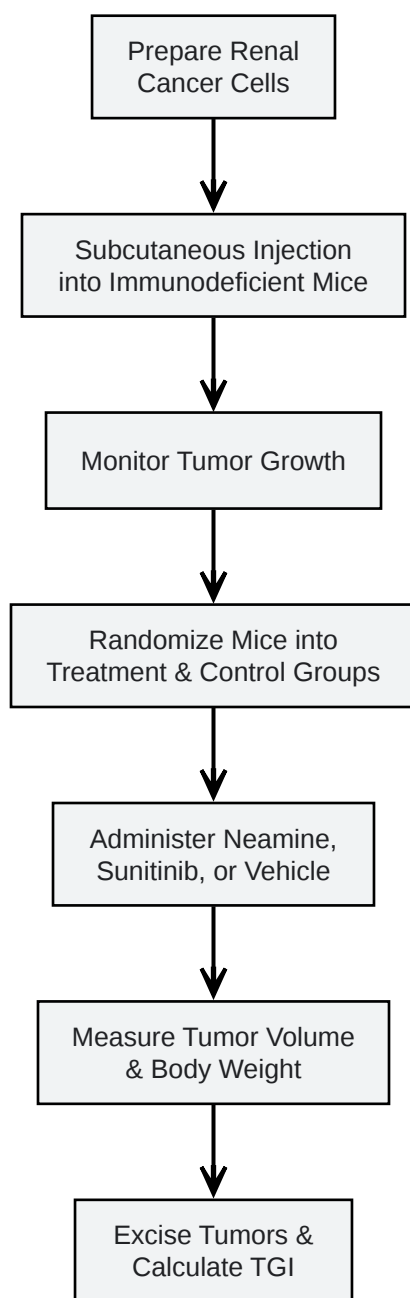 Prepare Renal
Cancer Cells
Subcutaneous Injection
into Immunodeficient Mice
Monitor Tumor Growth
Randomize Mice into
Treatment & Control Groups
Administer Neamine,
Sunitinib, or Vehicle
Measure Tumor Volume
& Body Weight
Excise Tumors &
Calculate TGI